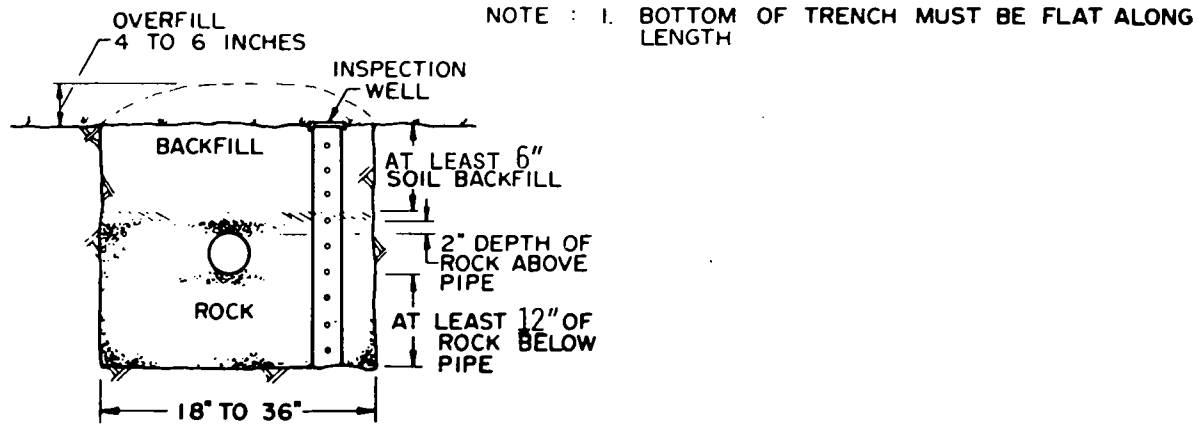 OVERFILL
4 TO 6 INCHES
NOTE : 1. BOTTOM OF TRENCH MUST BE FLAT ALONG
LENGTH
INSPECTION
WELL
BACKFILL
AT LEAST 6"
SOIL BACKFILL
2" DEPTH OF
ROCK ABOVE
PIPE
ROCK
AT LEAST 12" OF
ROCK BELOW
PIPE
18" TO 36"